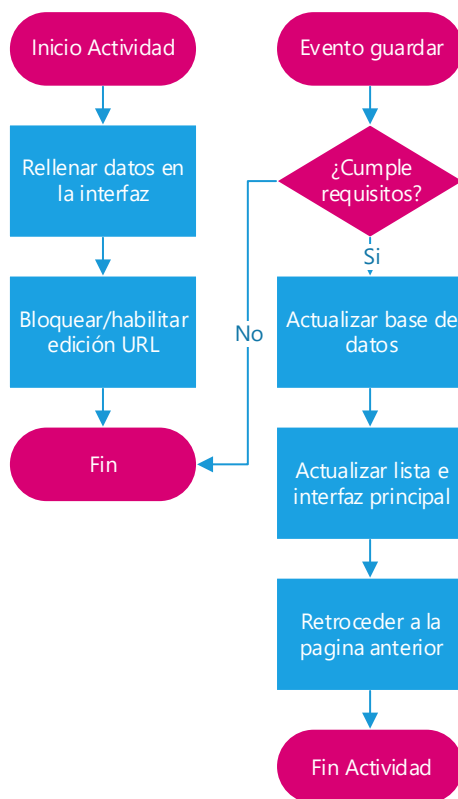 Inicio Actividad
Rellenar datos en
la interfaz
Bloquear/habilitar
edición URL
Fin
Evento guardar
¿Cumple
requisitos?
Si
No
Actualizar base de
datos
Actualizar lista e
interfaz principal
Retroceder a la
pagina anterior
Fin Actividad